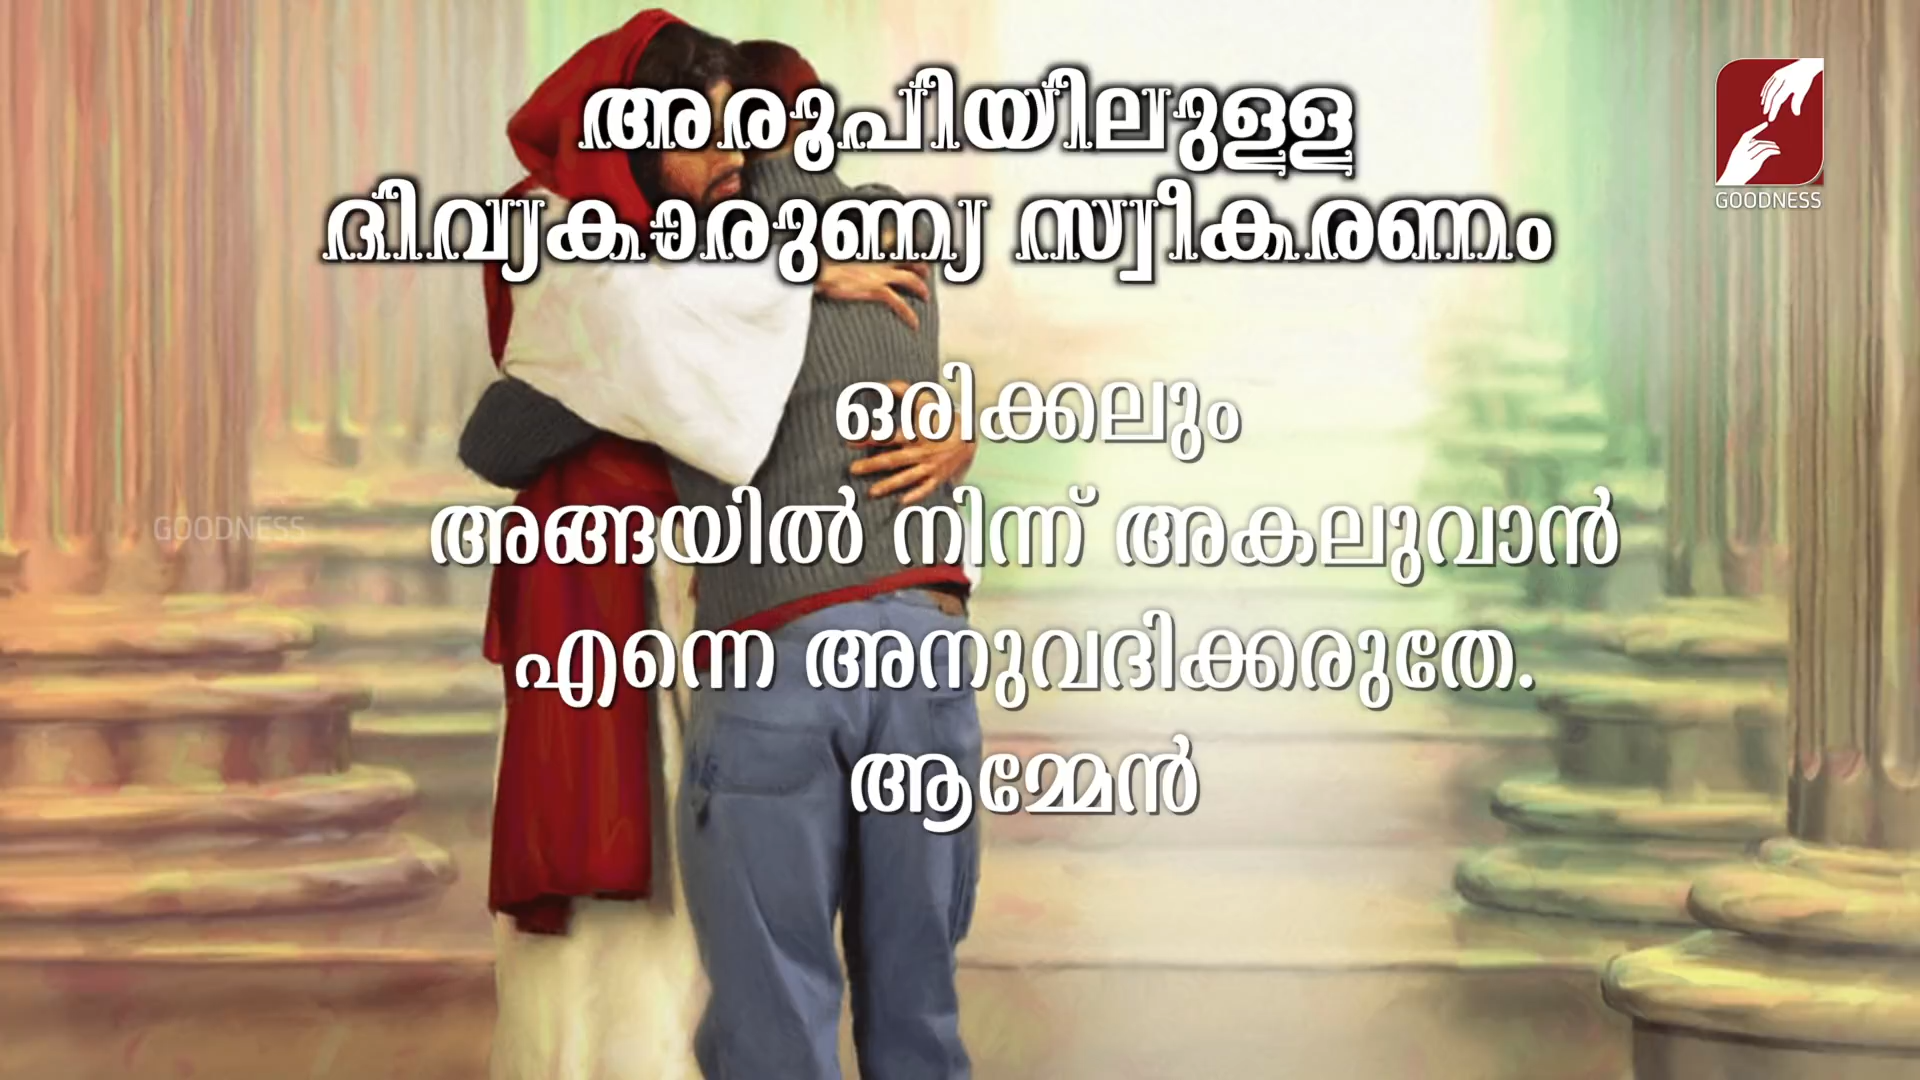 അരൂപിയിലുള്ള
ദിവ്യകാരുണ്യ സ്വീകരണം
GOODNESS
ഒരിക്കലും
അങ്ങയിൽ നിന്ന് അകലുവാൻ
GOODNESS
എന്നെ അനുവദിക്കരുതേ.
ആമ്മേൻ